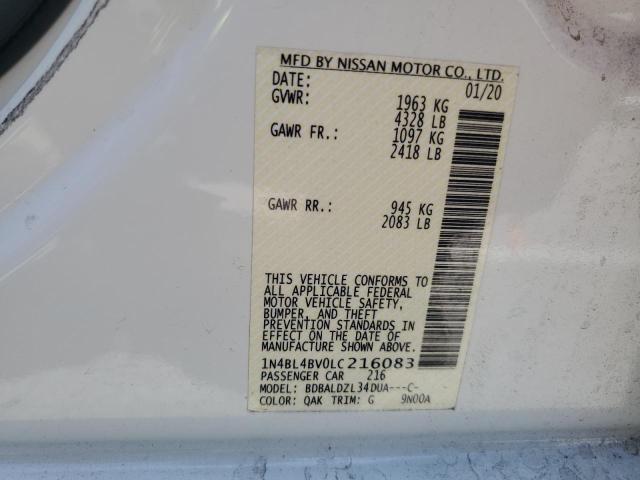 MFD BY NISSAN MOTOR CO., LTD.
DATE: 01/20
GVWR: 1963 KG
4328 LB
GAWR FR.: 1097 KG
2418 LB
GAWR RR.: 945 KG
2083 LB
THIS VEHICLE CONFORMS TO
ALL APPLICABLE FEDERAL
MOTOR VEHICLE SAFETY,
BUMPER, AND THEFT
PREVENTION STANDARDS IN
EFFECT ON THE DATE OF
MANUFACTURE SHOWN ABOVE.
1N4BL4BV0LC216083
PASSENGER CAR 216
MODEL: BDBALDZL34DUA---C-
COLOR: QAK TRIM: G 9N00A